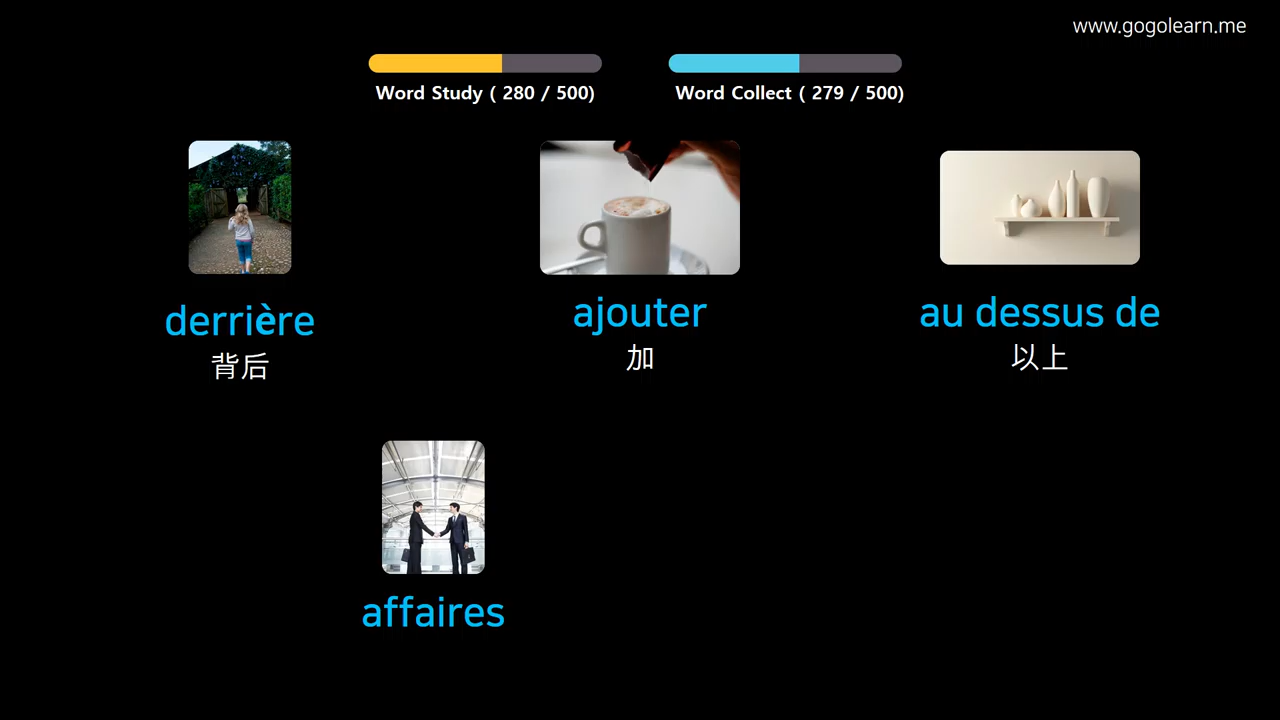 www.gogolearn.me
Word Study ( 280 / 500)
Word Collect ( 279 / 500)
derrière
背后
ajouter
加
au dessus de
以上
affaires